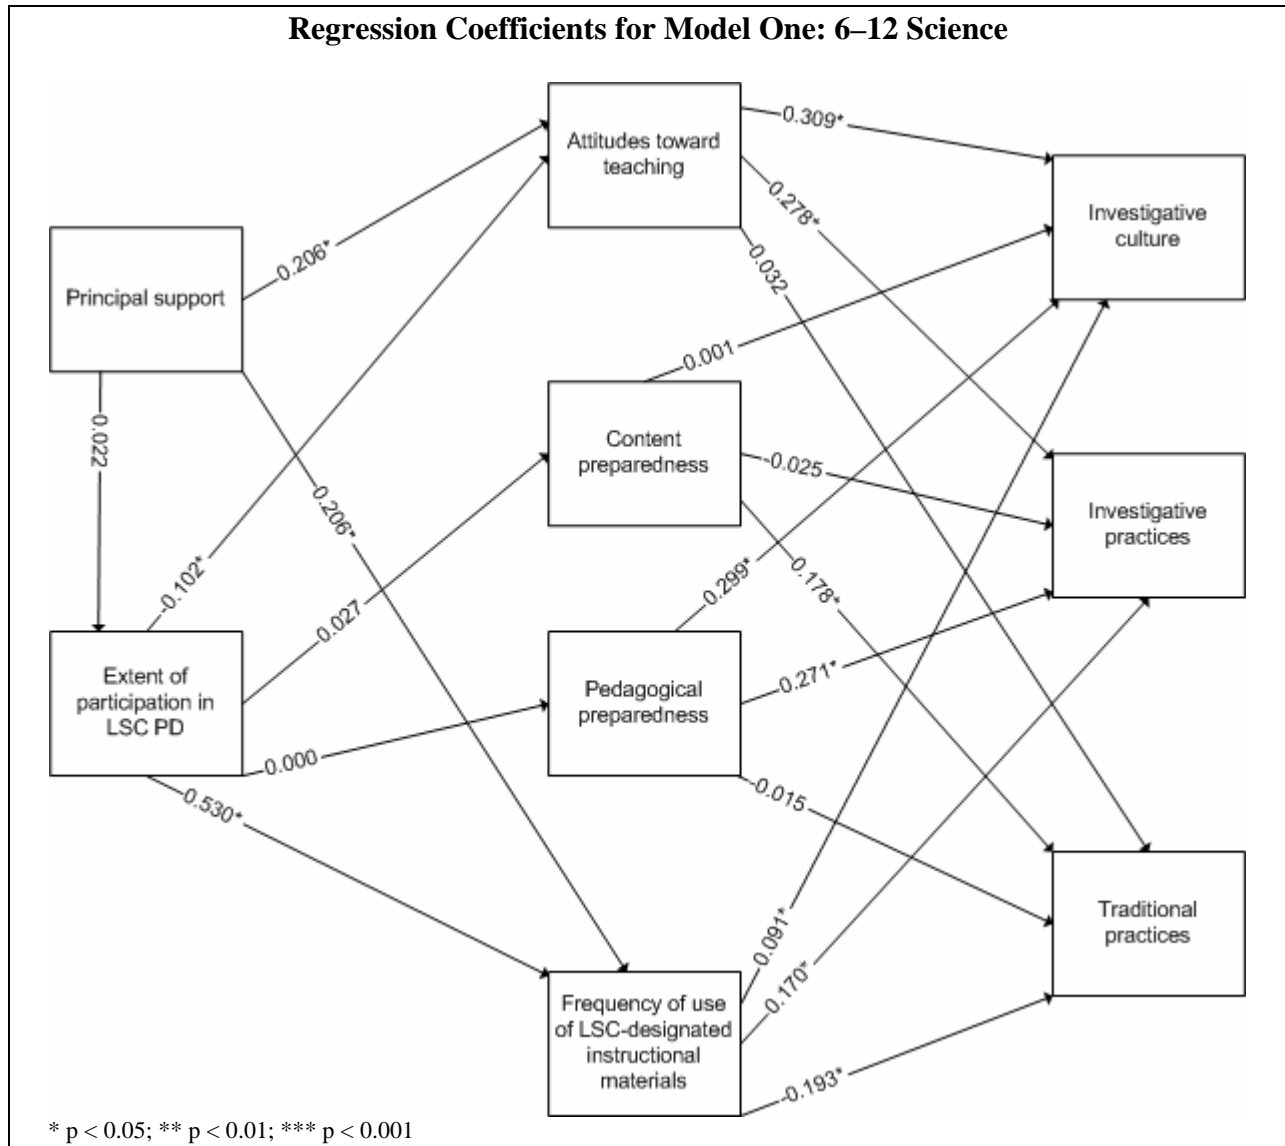 Regression Coefficients for Model One: 6–12 Science
Attitudes toward
teaching
0.309*
Investigative
culture
0.278*
0.206*
Principal support
0.032
0.001
Content
preparedness
-0.025
0.022
Investigative
practices
0.206*
0.178*
0.299*
-0.102*
0.027
Extent of
participation in
LSC PD
Pedagogical
preparedness
0.271*
0.000
-0.015
0.530*
Traditional
practices
0.091*
0.170*
Frequency of use
of LSC-designated
instructional
materials
-0.193*
* p < 0.05; ** p < 0.01; *** p < 0.001